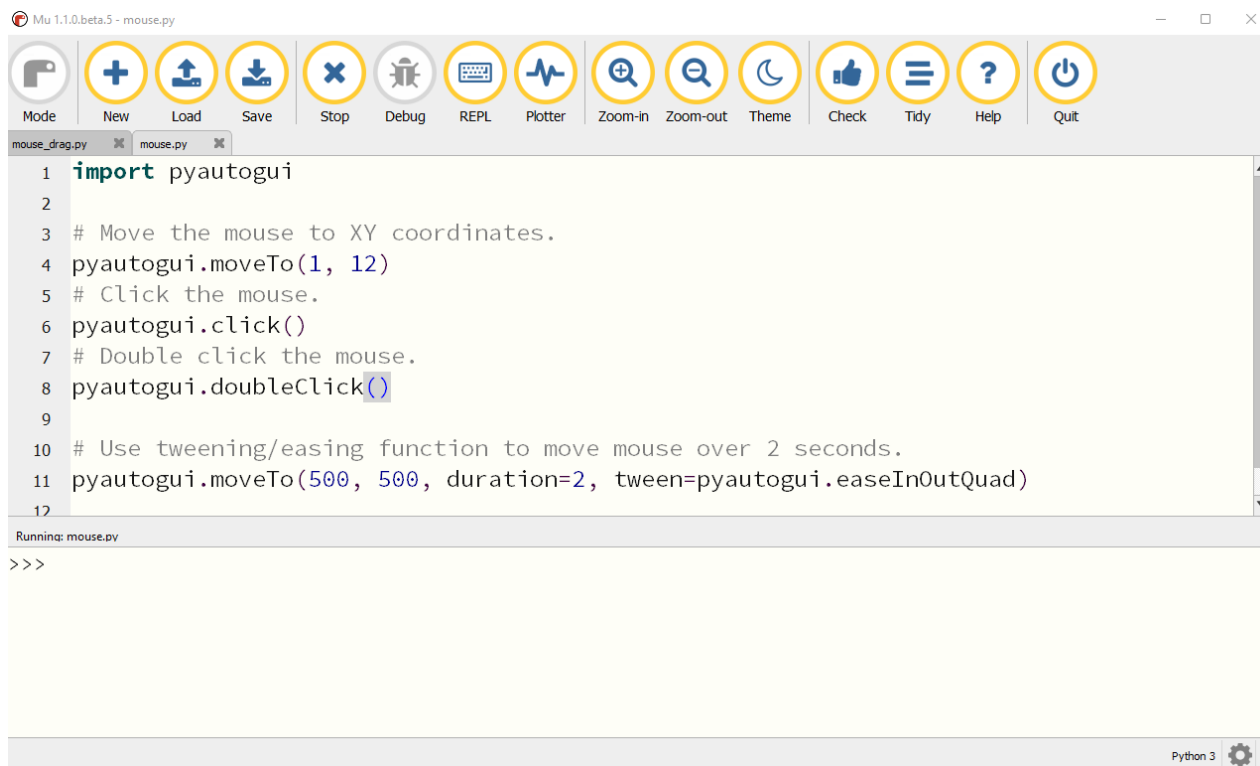 Mu 1.1.0.beta.5 - mouse.py
Mode New Load Save Stop Debug REPL Plotter Zoom-in Zoom-out Theme Check Tidy Help Quit
mouse_drag.py mouse.py
1 import pyautogui
2
3 # Move the mouse to XY coordinates.
4 pyautogui.moveTo(1, 12)
5 # Click the mouse.
6 pyautogui.click()
7 # Double click the mouse.
8 pyautogui.doubleClick()
9
10 # Use tweening/easing function to move mouse over 2 seconds.
11 pyautogui.moveTo(500, 500, duration=2, tween=pyautogui.easeInOutQuad)
12
Running: mouse.py
>>>
Python 3